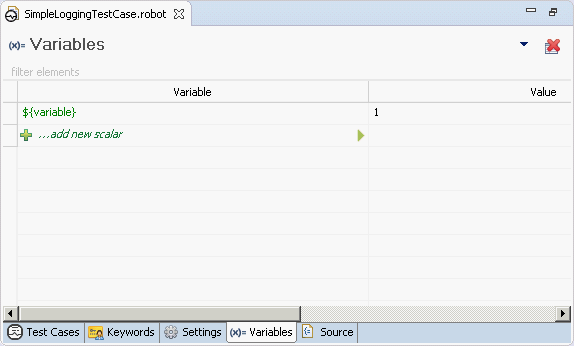 SimpleLoggingTestCase.robot
(x)= Variables
filter elements
Variable Value
${variable} 1
...add new scalar
Test Cases Keywords Settings (x)= Variables Source